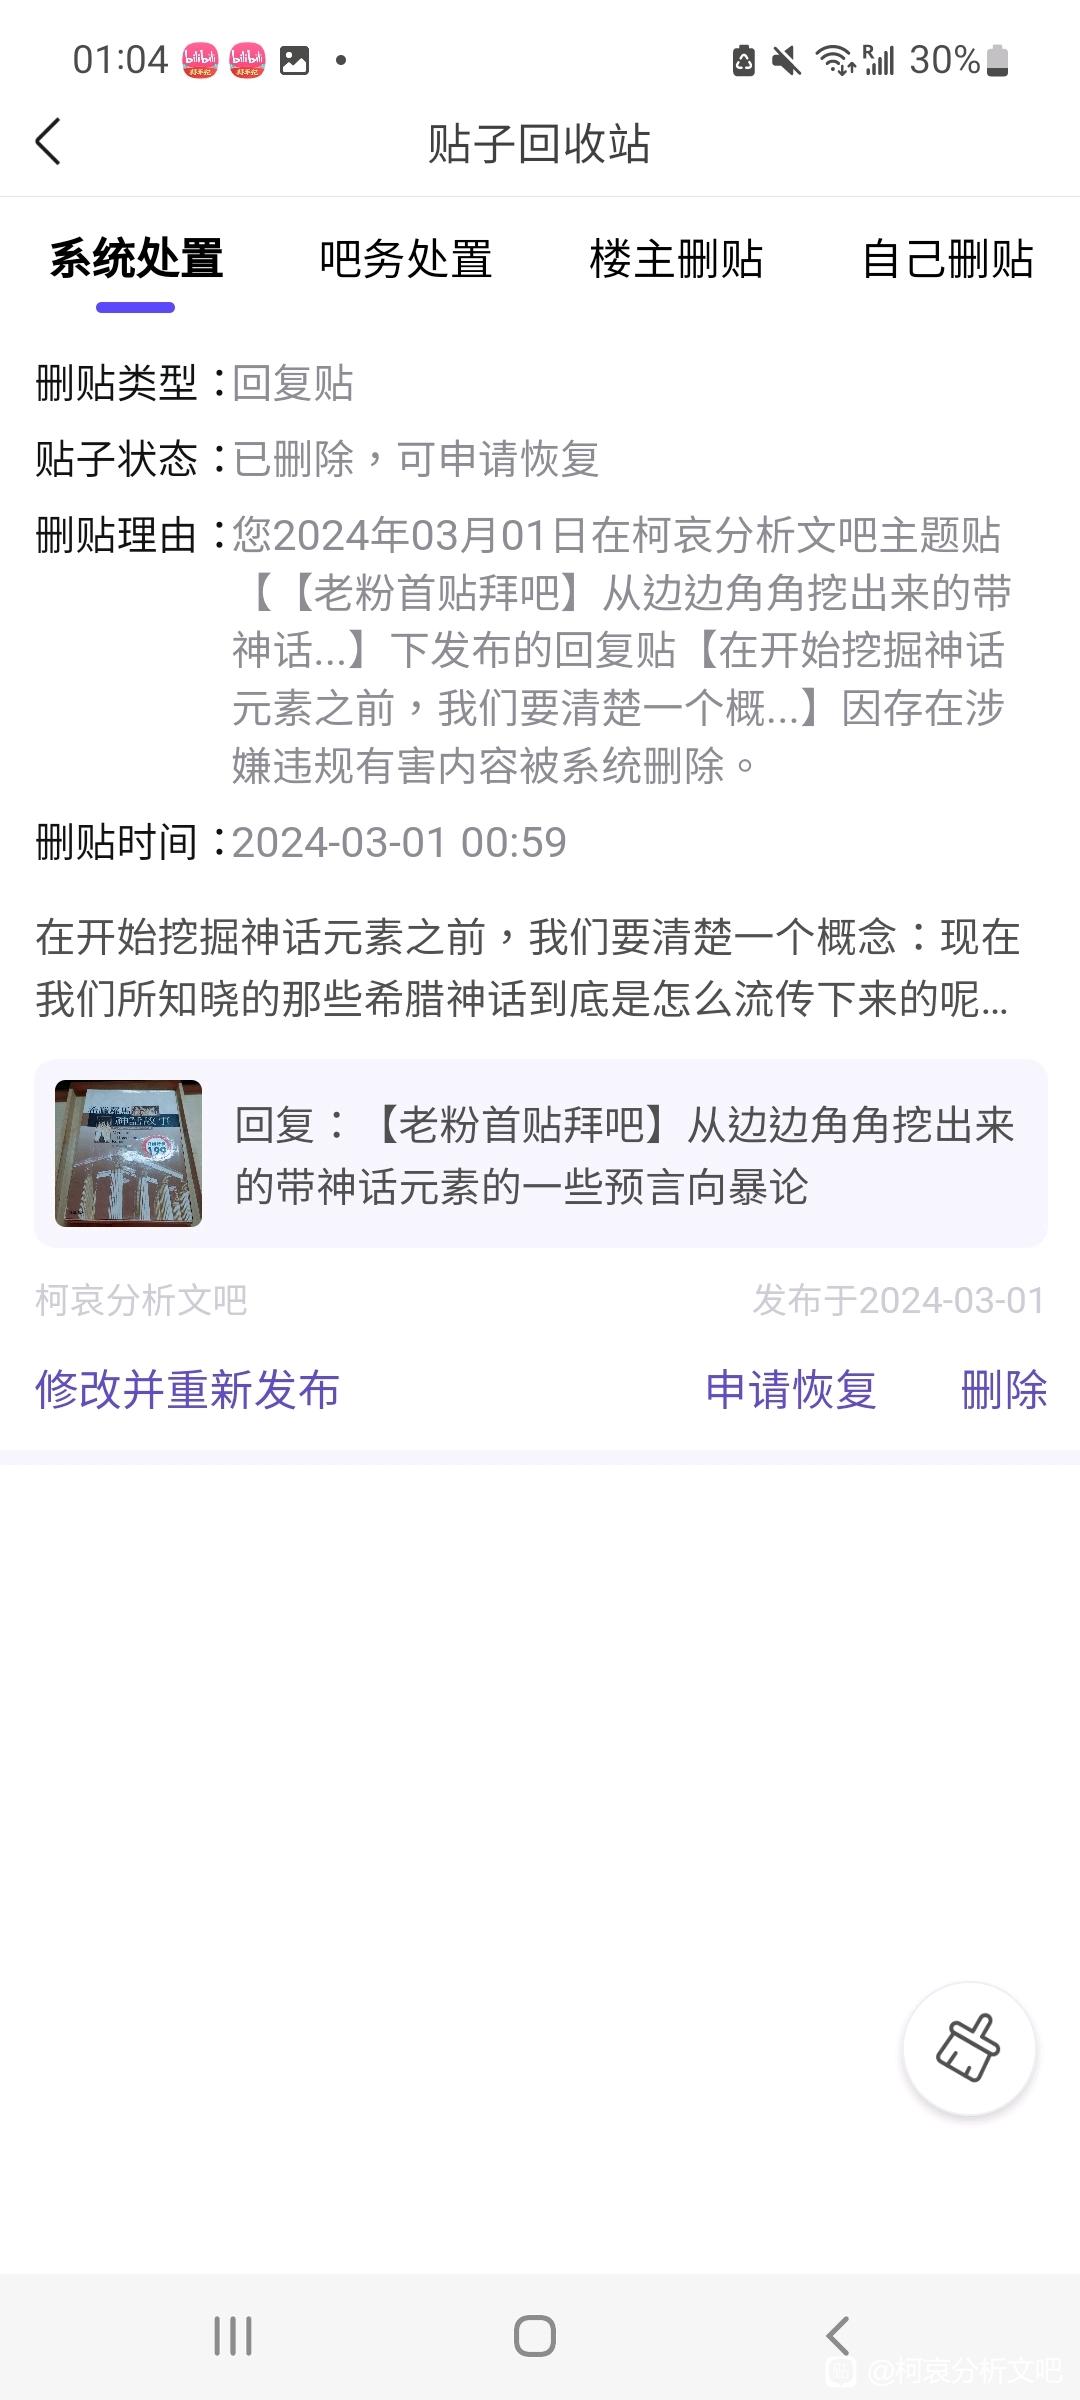 01:04
30%
贴子回收站
系统处置 吧务处置 楼主删贴 自己删贴
删贴类型：回复贴
贴子状态：已删除，可申请恢复
删贴理由：您2024年03月01日在柯哀分析文吧主题贴
【【老粉首贴拜吧】从边边角角挖出来的带
神话...】下发布的回复贴【在开始挖掘神话
元素之前，我们要清楚一个概...】因存在涉
嫌违规有害内容被系统删除。
删贴时间：2024-03-01 00:59
在开始挖掘神话元素之前，我们要清楚一个概念：现在
我们所知晓的那些希腊神话到底是怎么流传下来的呢...
神話故事
199
回复：【老粉首贴拜吧】从边边角角挖出来
的带神话元素的一些预言向暴论
柯哀分析文吧 发布于2024-03-01
修改并重新发布 申请恢复 删除
贴 @柯哀分析文吧